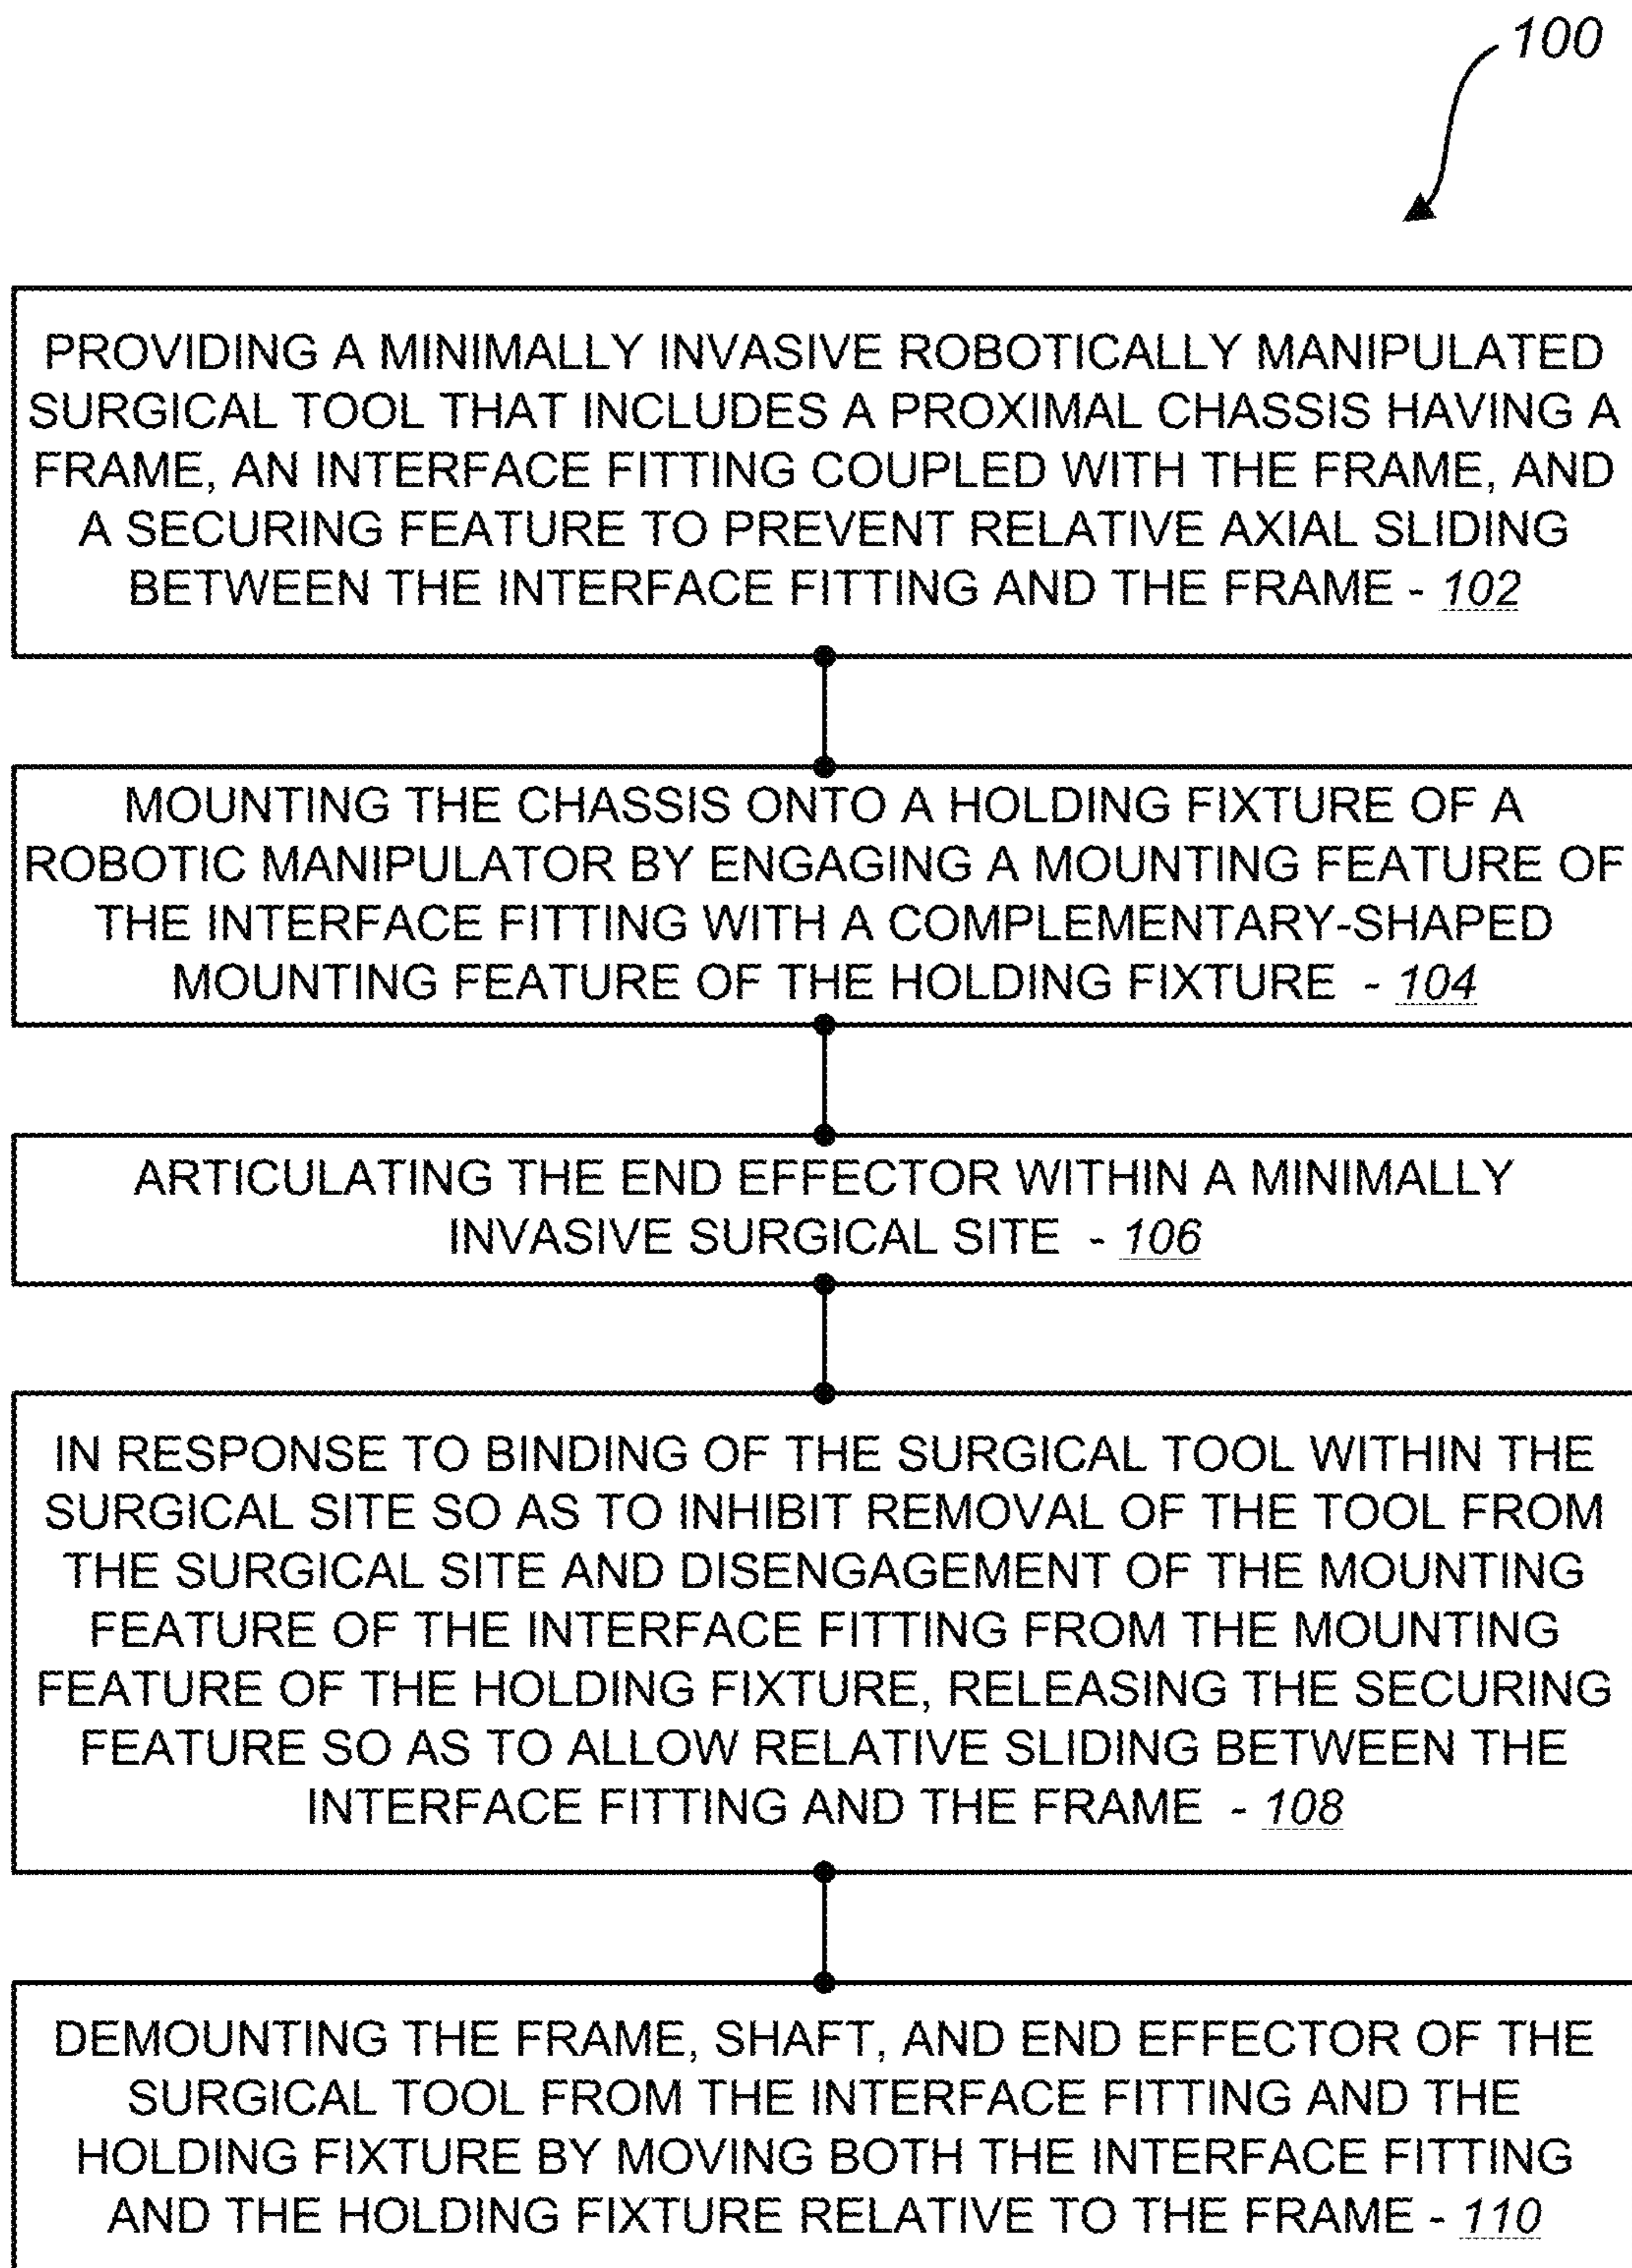 100
PROVIDING A MINIMALLY INVASIVE ROBOTICALLY MANIPULATED
SURGICAL TOOL THAT INCLUDES A PROXIMAL CHASSIS HAVING A
FRAME, AN INTERFACE FITTING COUPLED WITH THE FRAME, AND
A SECURING FEATURE TO PREVENT RELATIVE AXIAL SLIDING
BETWEEN THE INTERFACE FITTING AND THE FRAME - 102
MOUNTING THE CHASSIS ONTO A HOLDING FIXTURE OF A
ROBOTIC MANIPULATOR BY ENGAGING A MOUNTING FEATURE OF
THE INTERFACE FITTING WITH A COMPLEMENTARY-SHAPED
MOUNTING FEATURE OF THE HOLDING FIXTURE - 104
ARTICULATING THE END EFFECTOR WITHIN A MINIMALLY
INVASIVE SURGICAL SITE - 106
IN RESPONSE TO BINDING OF THE SURGICAL TOOL WITHIN THE
SURGICAL SITE SO AS TO INHIBIT REMOVAL OF THE TOOL FROM
THE SURGICAL SITE AND DISENGAGEMENT OF THE MOUNTING
FEATURE OF THE INTERFACE FITTING FROM THE MOUNTING
FEATURE OF THE HOLDING FIXTURE, RELEASING THE SECURING
FEATURE SO AS TO ALLOW RELATIVE SLIDING BETWEEN THE
INTERFACE FITTING AND THE FRAME - 108
DEMOUNTING THE FRAME, SHAFT, AND END EFFECTOR OF THE
SURGICAL TOOL FROM THE INTERFACE FITTING AND THE
HOLDING FIXTURE BY MOVING BOTH THE INTERFACE FITTING
AND THE HOLDING FIXTURE RELATIVE TO THE FRAME - 110